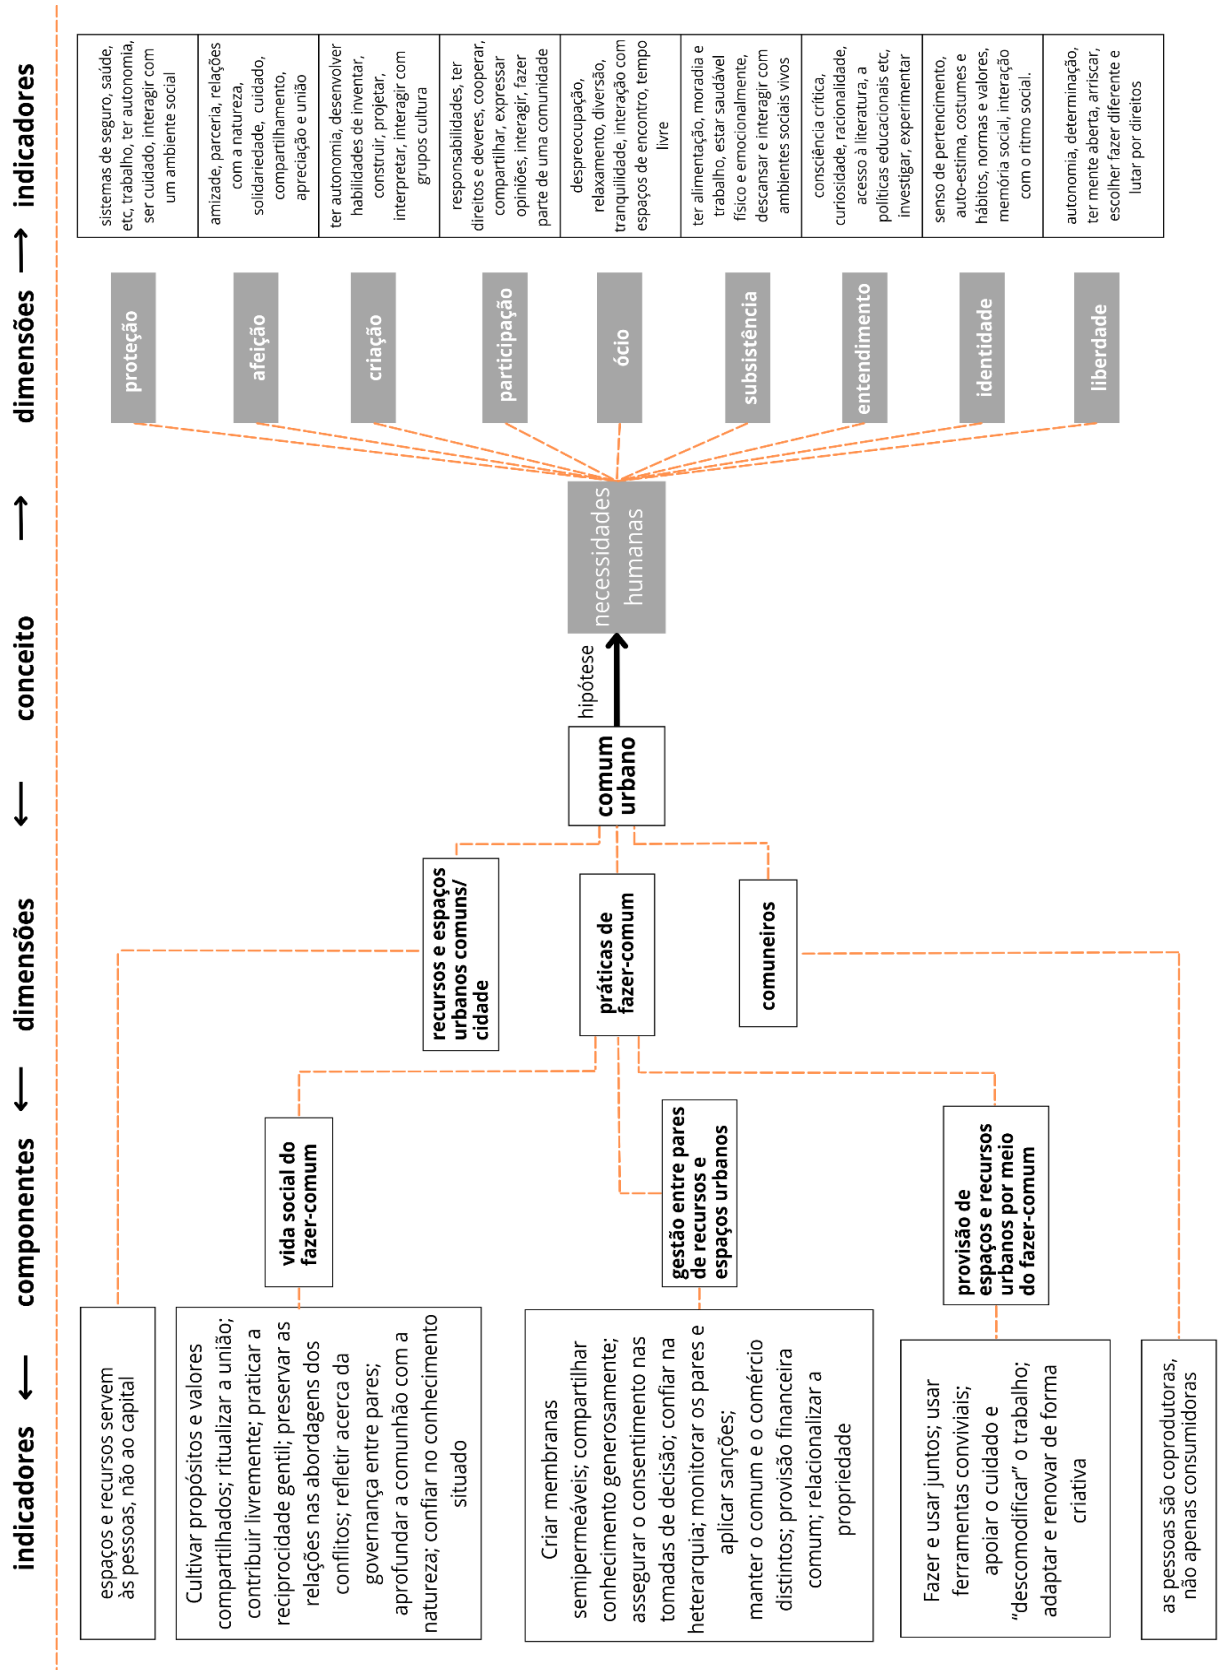 indicadores ← componentes ← dimensões ← conceito → dimensões → indicadores
espaços e recursos servem
às pessoas, não ao capital
Cultivar propósitos e valores
compartilhados; ritualizar a união;
contribuir livremente; praticar a
reciprocidade gentil; preservar as
relações nas abordagens dos
conflitos; refletir acerca da
governança entre pares;
aprofundar a comunhão com a
natureza; confiar no conhecimento
situado
Criar membranas
semipermeáveis; compartilhar
conhecimento generosamente;
assegurar o consentimento nas
tomadas de decisão; confiar na
heterarquia; monitorar os pares e
aplicar sanções;
manter o comum e o comércio
distintos; provisão financeira
comum; relacionalizar a
propriedade
Fazer e usar juntos; usar
ferramentas conviviais;
apoiar o cuidado e
“descomodificar” o trabalho;
adaptar e renovar de forma
criativa
as pessoas são coprodutoras,
não apenas consumidoras
vida social do
fazer-comum
gestão entre pares
de recursos e
espaços urbanos
provisão de
espaços e recursos
urbanos por meio
do fazer-comum
recursos e espaços
urbanos comuns/
cidade
práticas de
fazer-comum
comuneiros
comum
urbano
hipótese
necessidades
humanas
proteção
afeição
criação
participação
ócio
subsistência
entendimento
identidade
liberdade
sistemas de seguro, saúde,
etc, trabalho, ter autonomia,
ser cuidado, interagir com
um ambiente social
amizade, parceria, relações
com a natureza,
solidariedade, cuidado,
compartilhamento,
apreciação e união
ter autonomia, desenvolver
habilidades de inventar,
construir, projetar,
interpretar, interagir com
grupos cultura
responsabilidades, ter
direitos e deveres, cooperar,
compartilhar, expressar
opiniões, interagir, fazer
parte de uma comunidade
despreocupação,
relaxamento, diversão,
tranquilidade, interação com
espaços de encontro, tempo
livre
ter alimentação, moradia e
trabalho, estar saudável
físico e emocionalmente,
descansar e interagir com
ambientes sociais vivos
consciência crítica,
curiosidade, racionalidade,
acesso à literatura, a
políticas educacionais etc,
investigar, experimentar
senso de pertencimento,
auto-estima, costumes e
hábitos, normas e valores,
memória social, interação
com o ritmo social.
autonomia, determinação,
ter mente aberta, arriscar,
escolher fazer diferente e
lutar por direitos